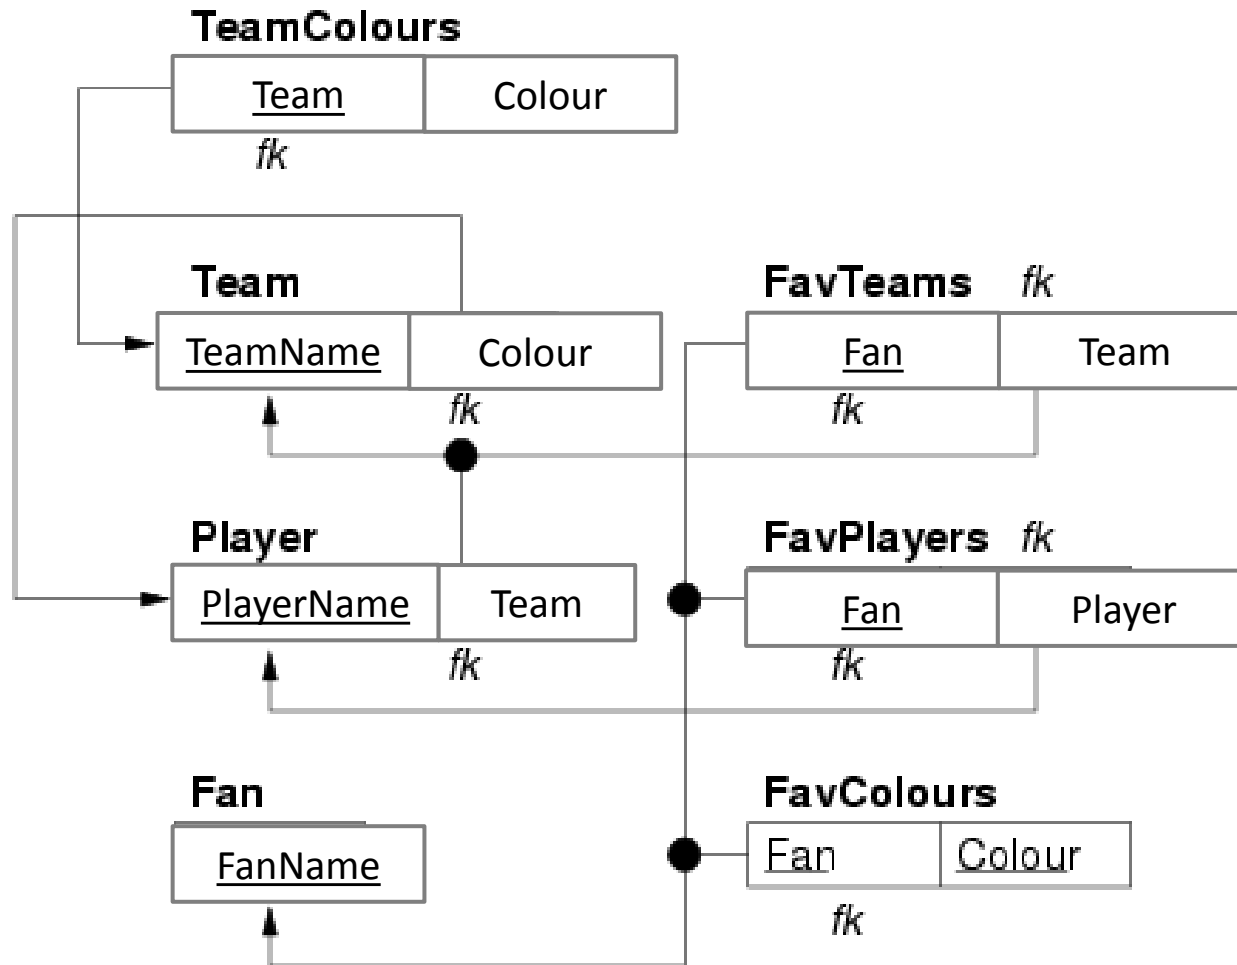 TeamColours
Team Colour
fk
Team
TeamName Colour
fk
FavTeams fk
Fan Team
fk
Player
PlayerName Team
fk
FavPlayers fk
Fan Player
fk
Fan
FanName
FavColours
Fan Colour
fk